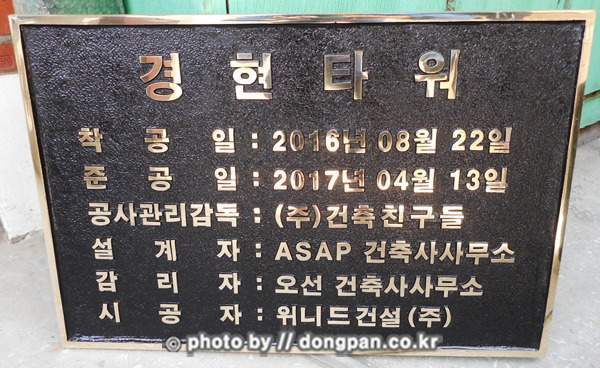 경현타워
착공일 : 2016년 08월 22일
준공일 : 2017년 04월 13일
공사관리감독 : (주)건축친구들
설계자 : ASAP 건축사사무소
감리자 : 오선 건축사사무소
시공자 : 위니드건설(주)
© photo by // dongpan.co.kr